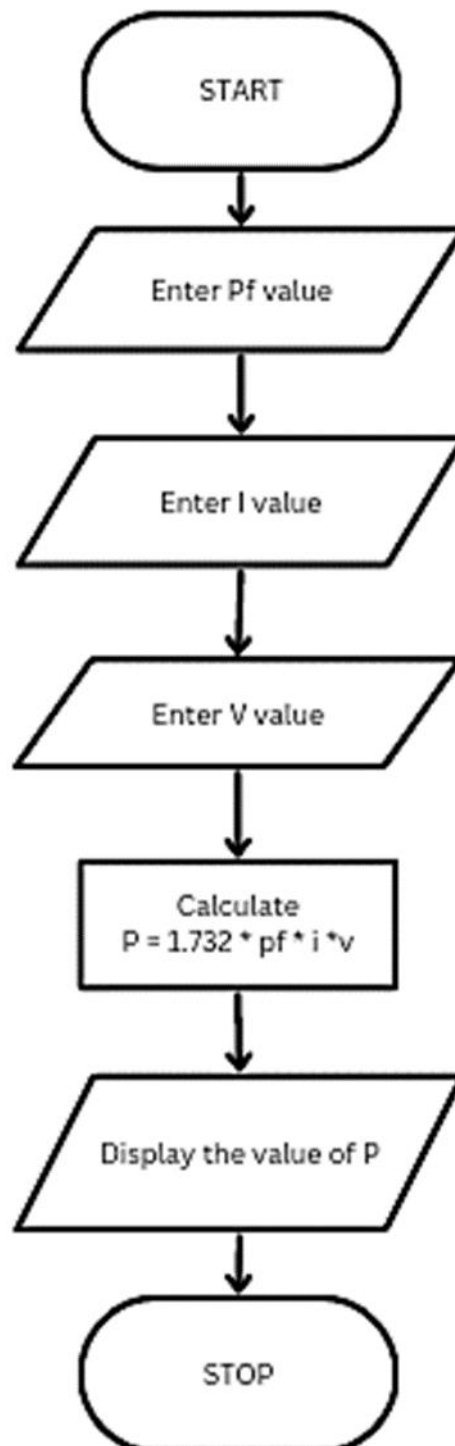 START
Enter Pf value
Enter I value
Enter V value
Calculate
P = 1.732 * pf * i *v
Display the value of P
STOP